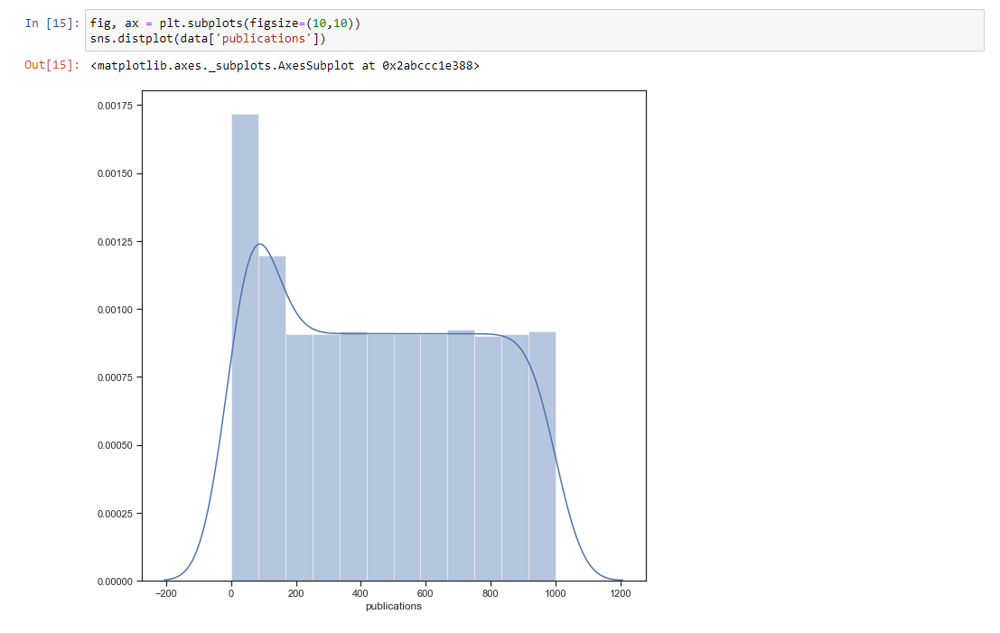 In [15]: fig, ax = plt.subplots(figsize=(10,10))
sns.distplot(data['publications'])
Out[15]: <matplotlib.axes._subplots.AxesSubplot at 0x2abccc1e388>
0.00175
0.00150
0.00125
0.00100
0.00075
0.00050
0.00025
0.00000
−200 0 200 400 600 800 1000 1200
publications